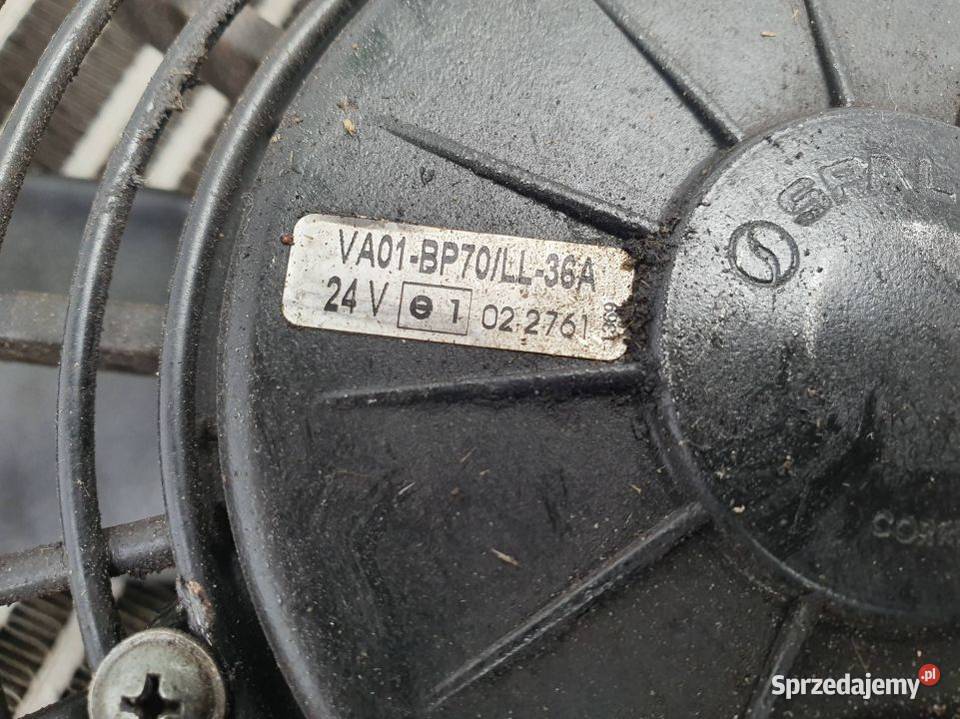 SPAL
VA01-BP70/LL-36A
24 V e 1 02 2761
Sprzedajemy.pl